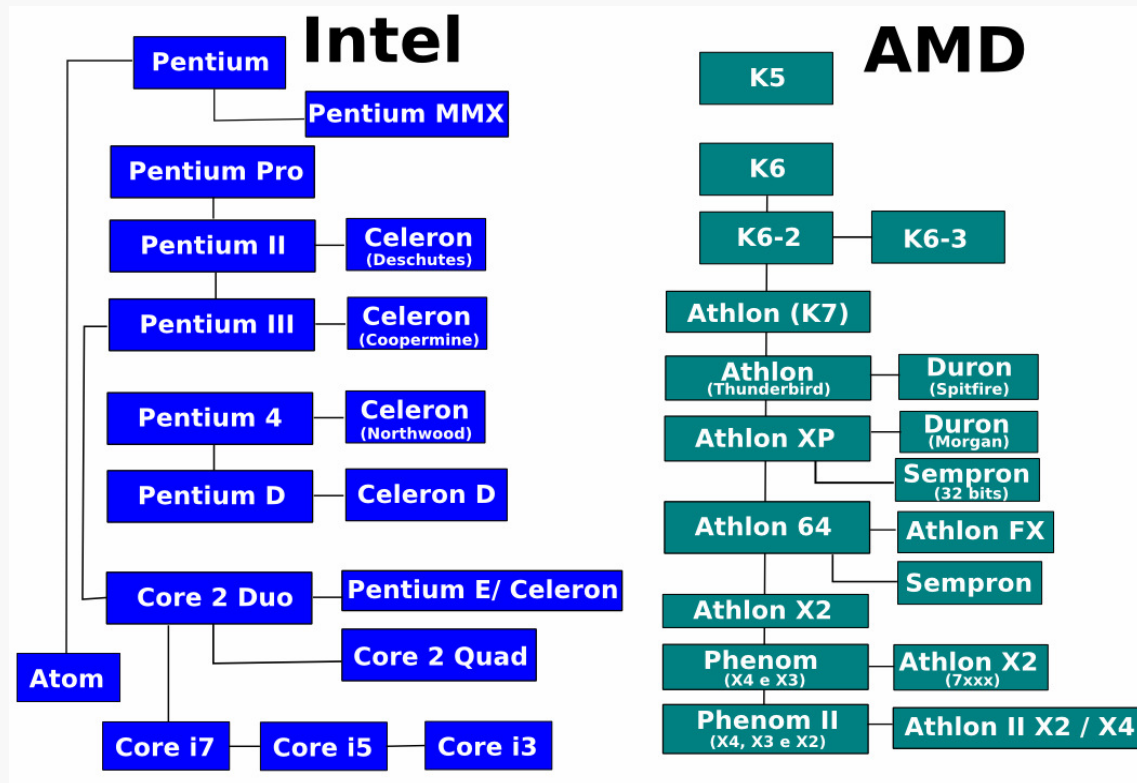 Intel
Pentium
Pentium MMX
Pentium Pro
Pentium II
Celeron
(Deschutes)
Pentium III
Celeron
(Coopermine)
Pentium 4
Celeron
(Northwood)
Pentium D
Celeron D
Core 2 Duo
Pentium E/ Celeron
Core 2 Quad
Atom
Core i7
Core i5
Core i3
AMD
K5
K6
K6-2
K6-3
Athlon (K7)
Athlon
(Thunderbird)
Duron
(Spitfire)
Athlon XP
Duron
(Morgan)
Sempron
(32 bits)
Athlon 64
Athlon FX
Sempron
Athlon X2
Phenom
(X4 e X3)
Athlon X2
(7xxx)
Phenom II
(X4, X3 e X2)
Athlon II X2 / X4